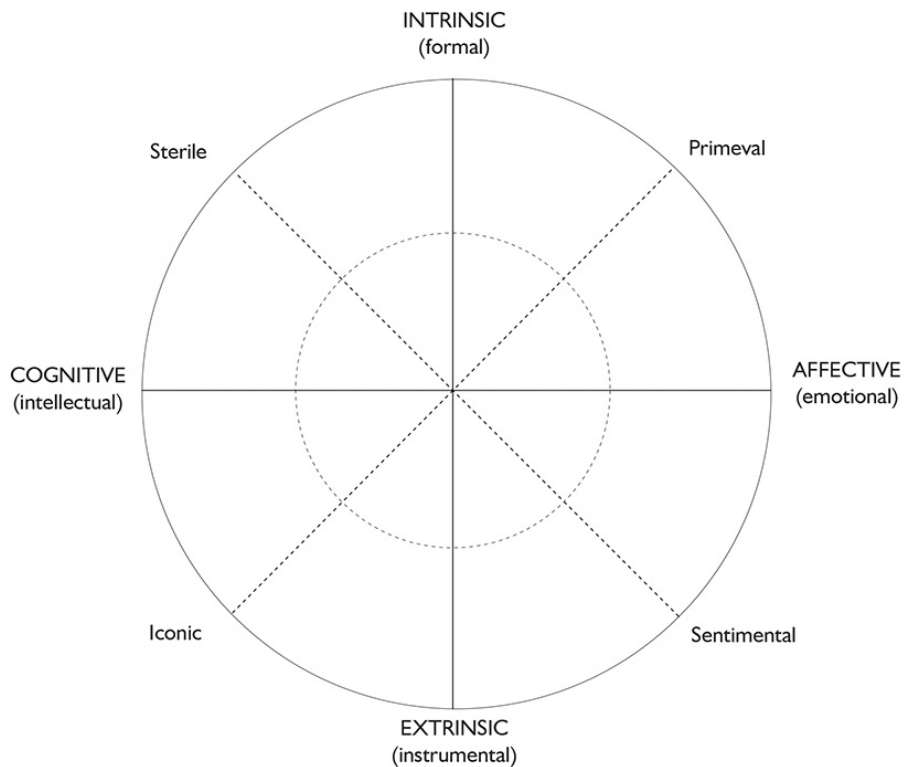 INTRINSIC
(formal)
Sterile
Primeval
COGNITIVE
(intellectual)
AFFECTIVE
(emotional)
Iconic
Sentimental
EXTRINSIC
(instrumental)